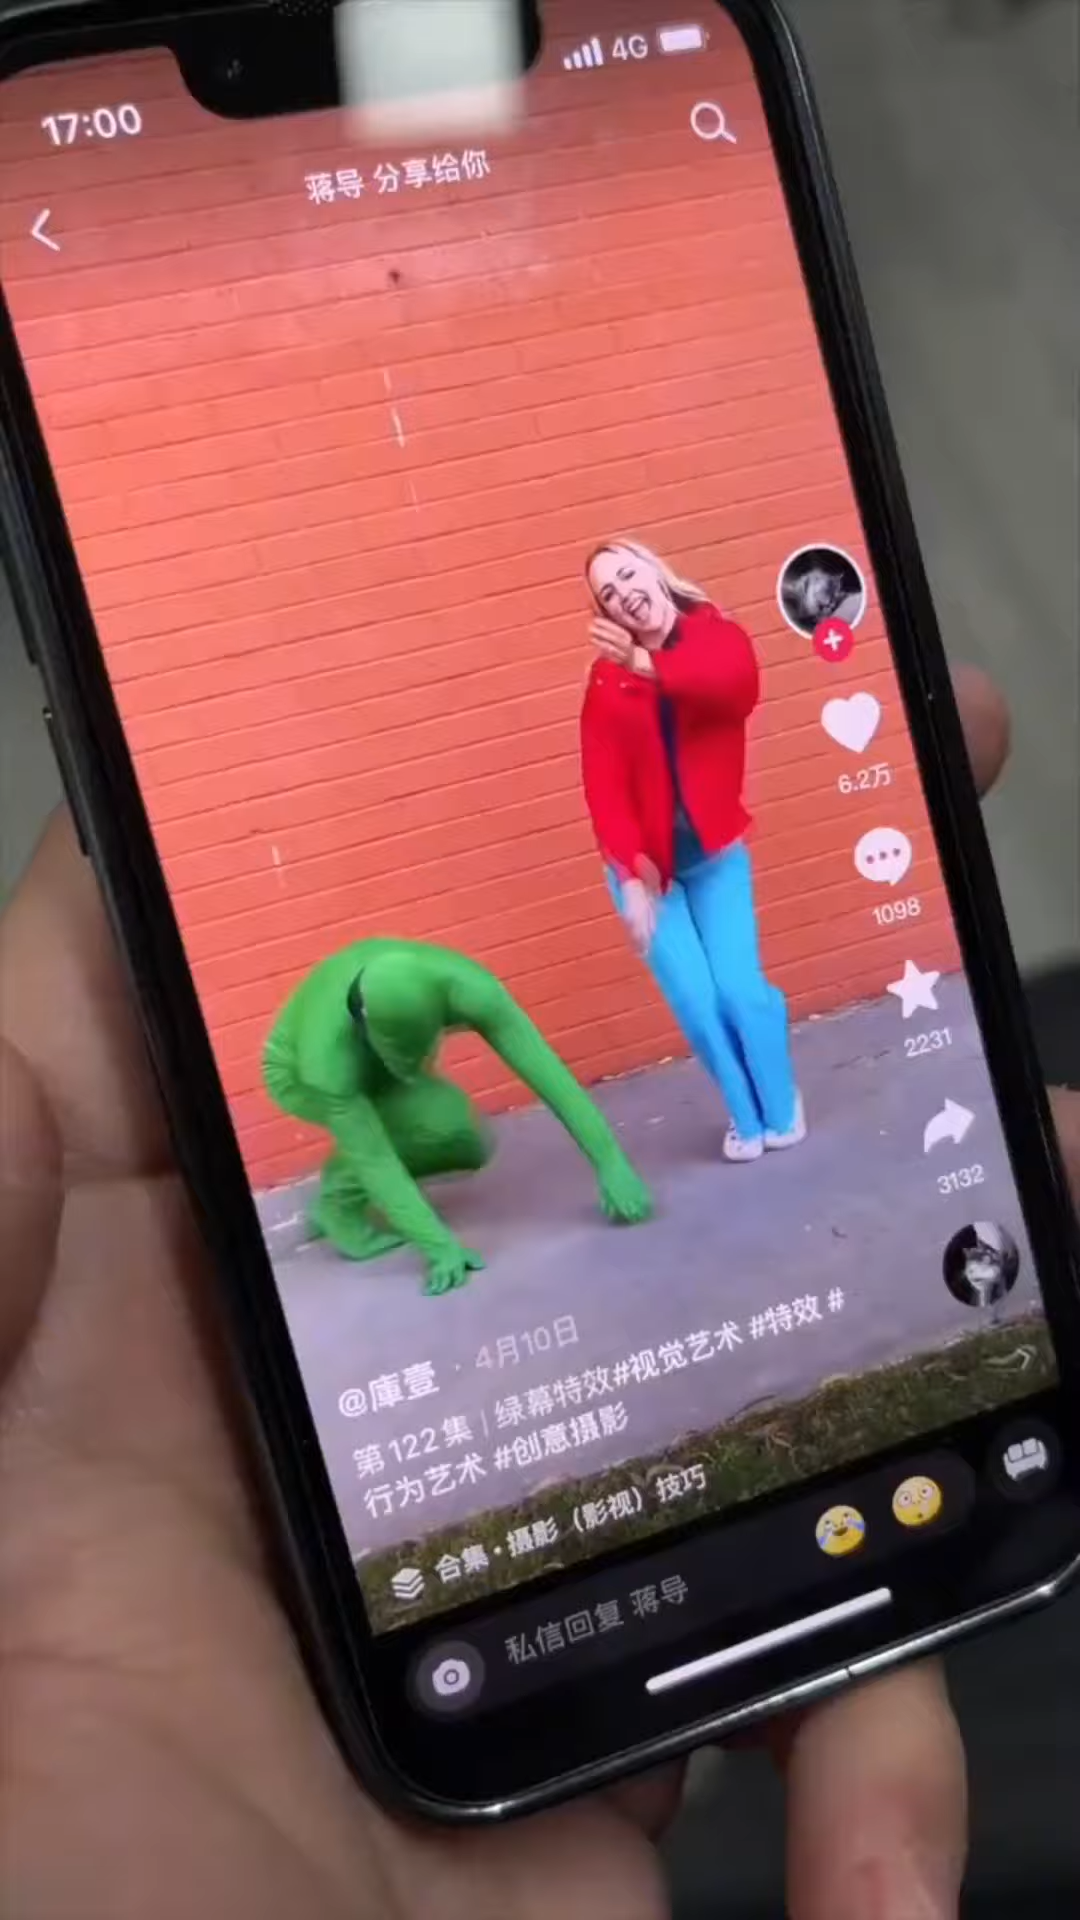 17:00
4G
蒋导 分享给你
6.2万
1098
2231
3132
@庫壹 · 4月10日
第122集 | 绿幕特效#视觉艺术 #特效 #
行为艺术 #创意摄影
合集·摄影（影视）技巧
私信回复 蒋导